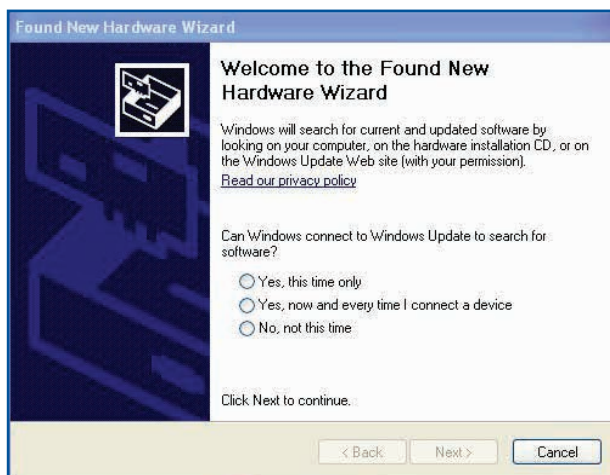 Found New Hardware Wizard
Welcome to the Found New
Hardware Wizard
Windows will search for current and updated software by
looking on your computer, on the hardware installation CD, or on
the Windows Update Web site (with your permission).
Read our privacy policy
Can Windows connect to Windows Update to search for
software?
Yes, this time only
Yes, now and every time I connect a device
No, not this time
Click Next to continue.
< Back
Next >
Cancel